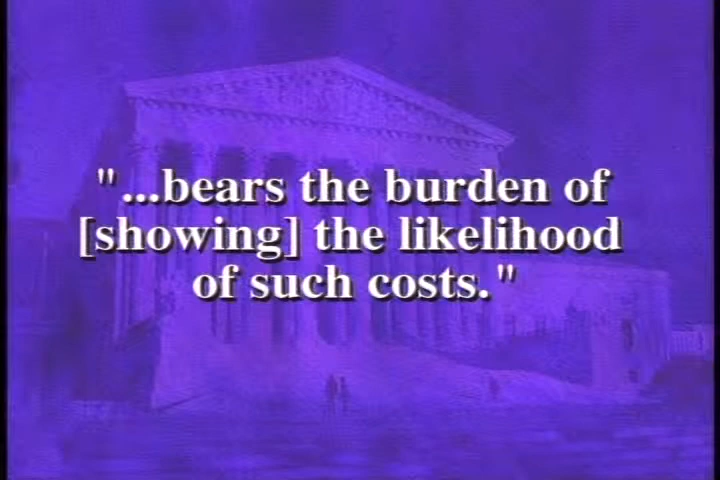 "...bears the burden of
[showing] the likelihood
of such costs."